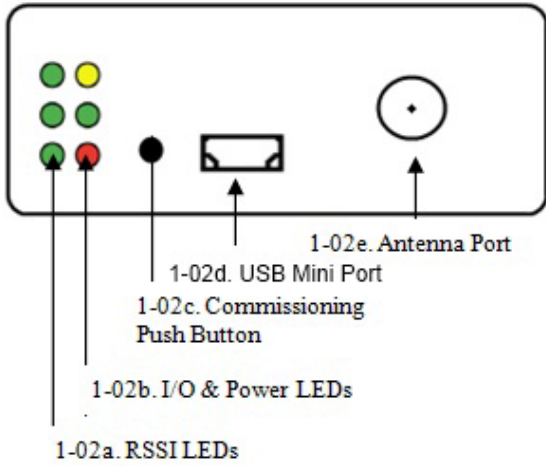 1-02e. Antenna Port
1-02d. USB Mini Port
1-02c. Commissioning
Push Button
1-02b. I/O & Power LEDs
1-02a. RSSI LEDs